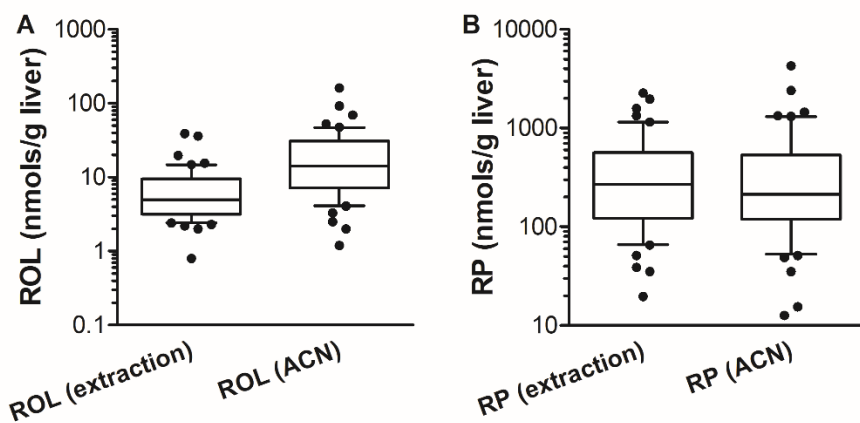 A
ROL (nmols/g liver)
1000
100
10
1
0.1
ROL (extraction)
ROL (ACN)
B
RP (nmols/g liver)
10000
1000
100
10
RP (extraction)
RP (ACN)